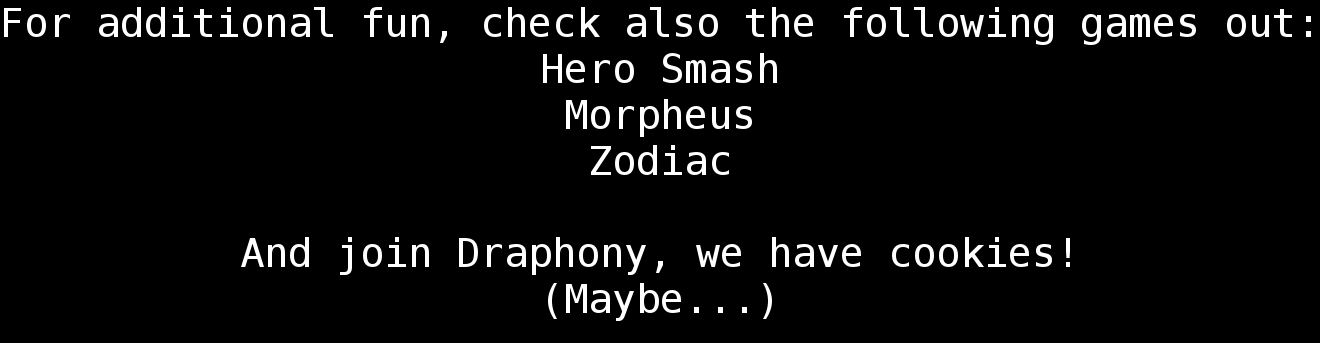 For additional fun, check also the following games out:
Hero Smash
Morpheus
Zodiac
And join Draphony, we have cookies!
(Maybe...)